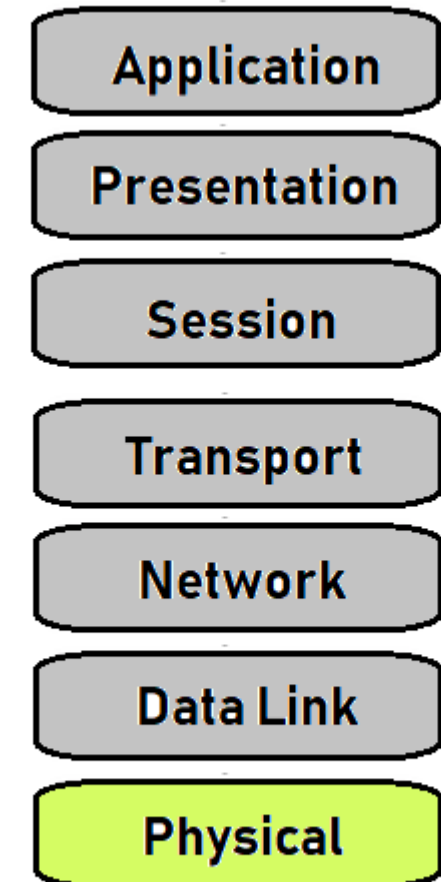 Application
Presentation
Session
Transport
Network
Data Link
Physical